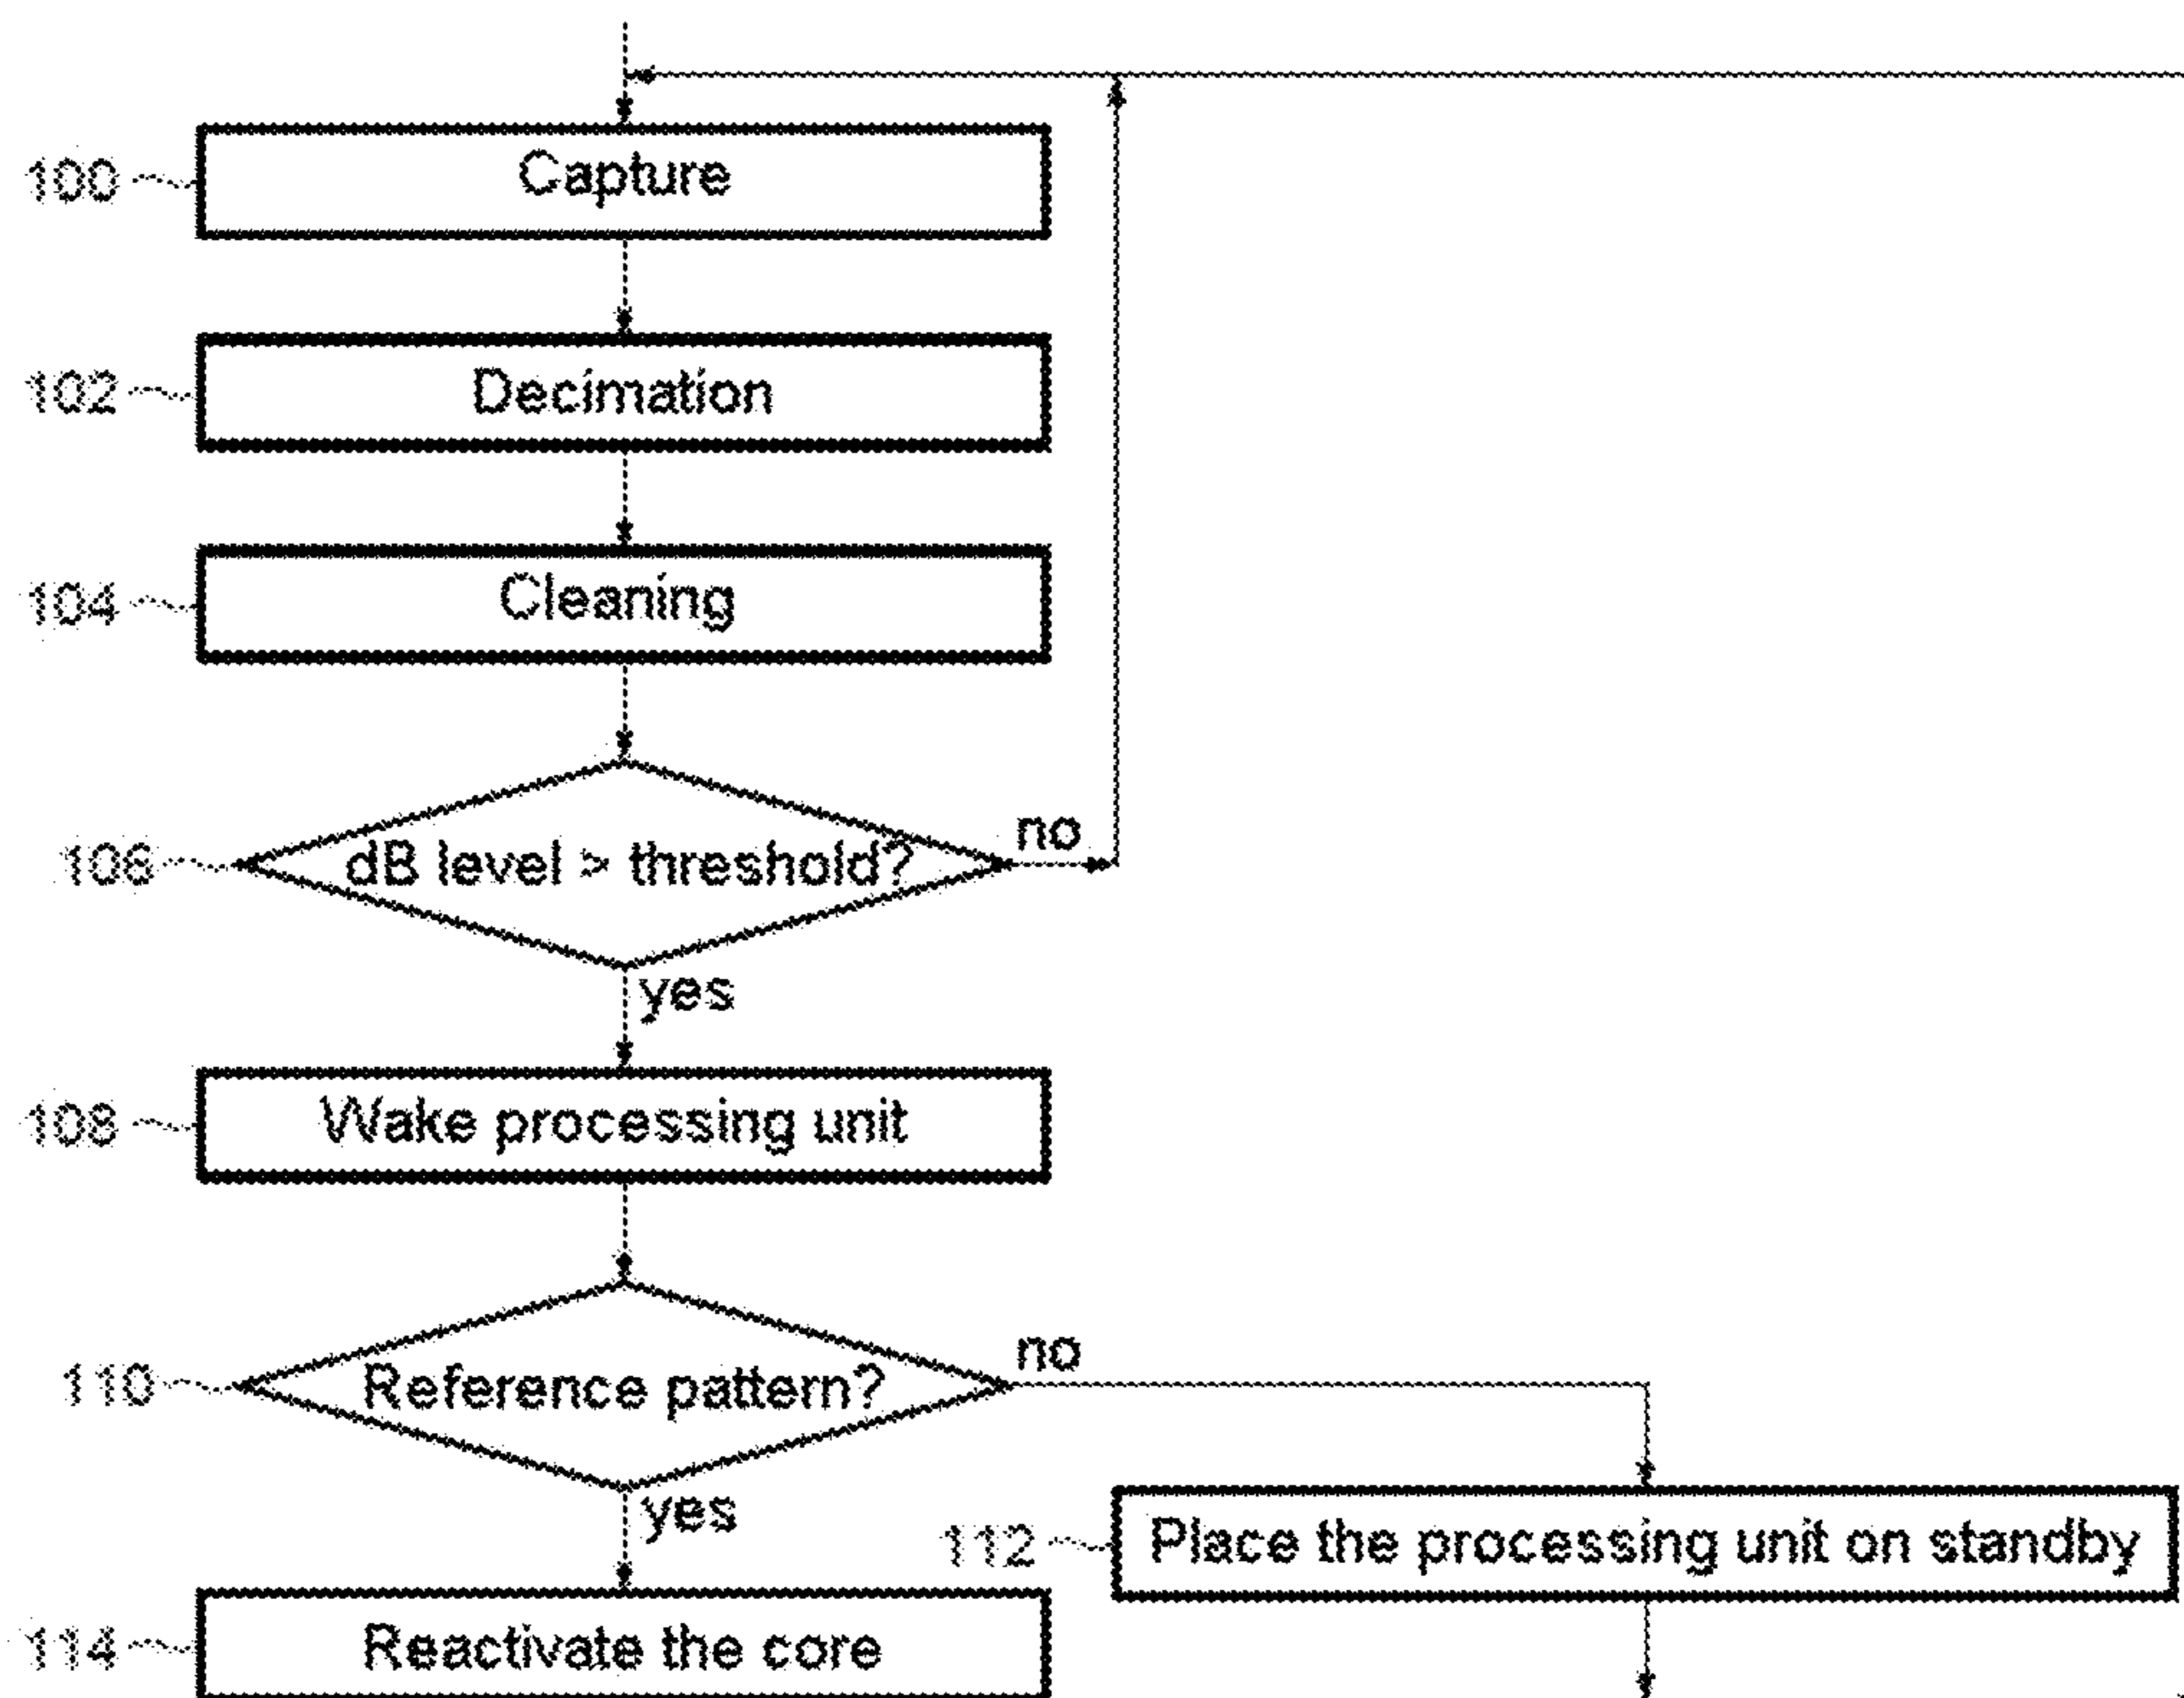 100 Capture
102 Decimation
104 Cleaning
106 dB level > threshold?
no
yes
108 Wake processing unit
110 Reference pattern?
no
yes
112 Place the processing unit on standby
114 Reactivate the core